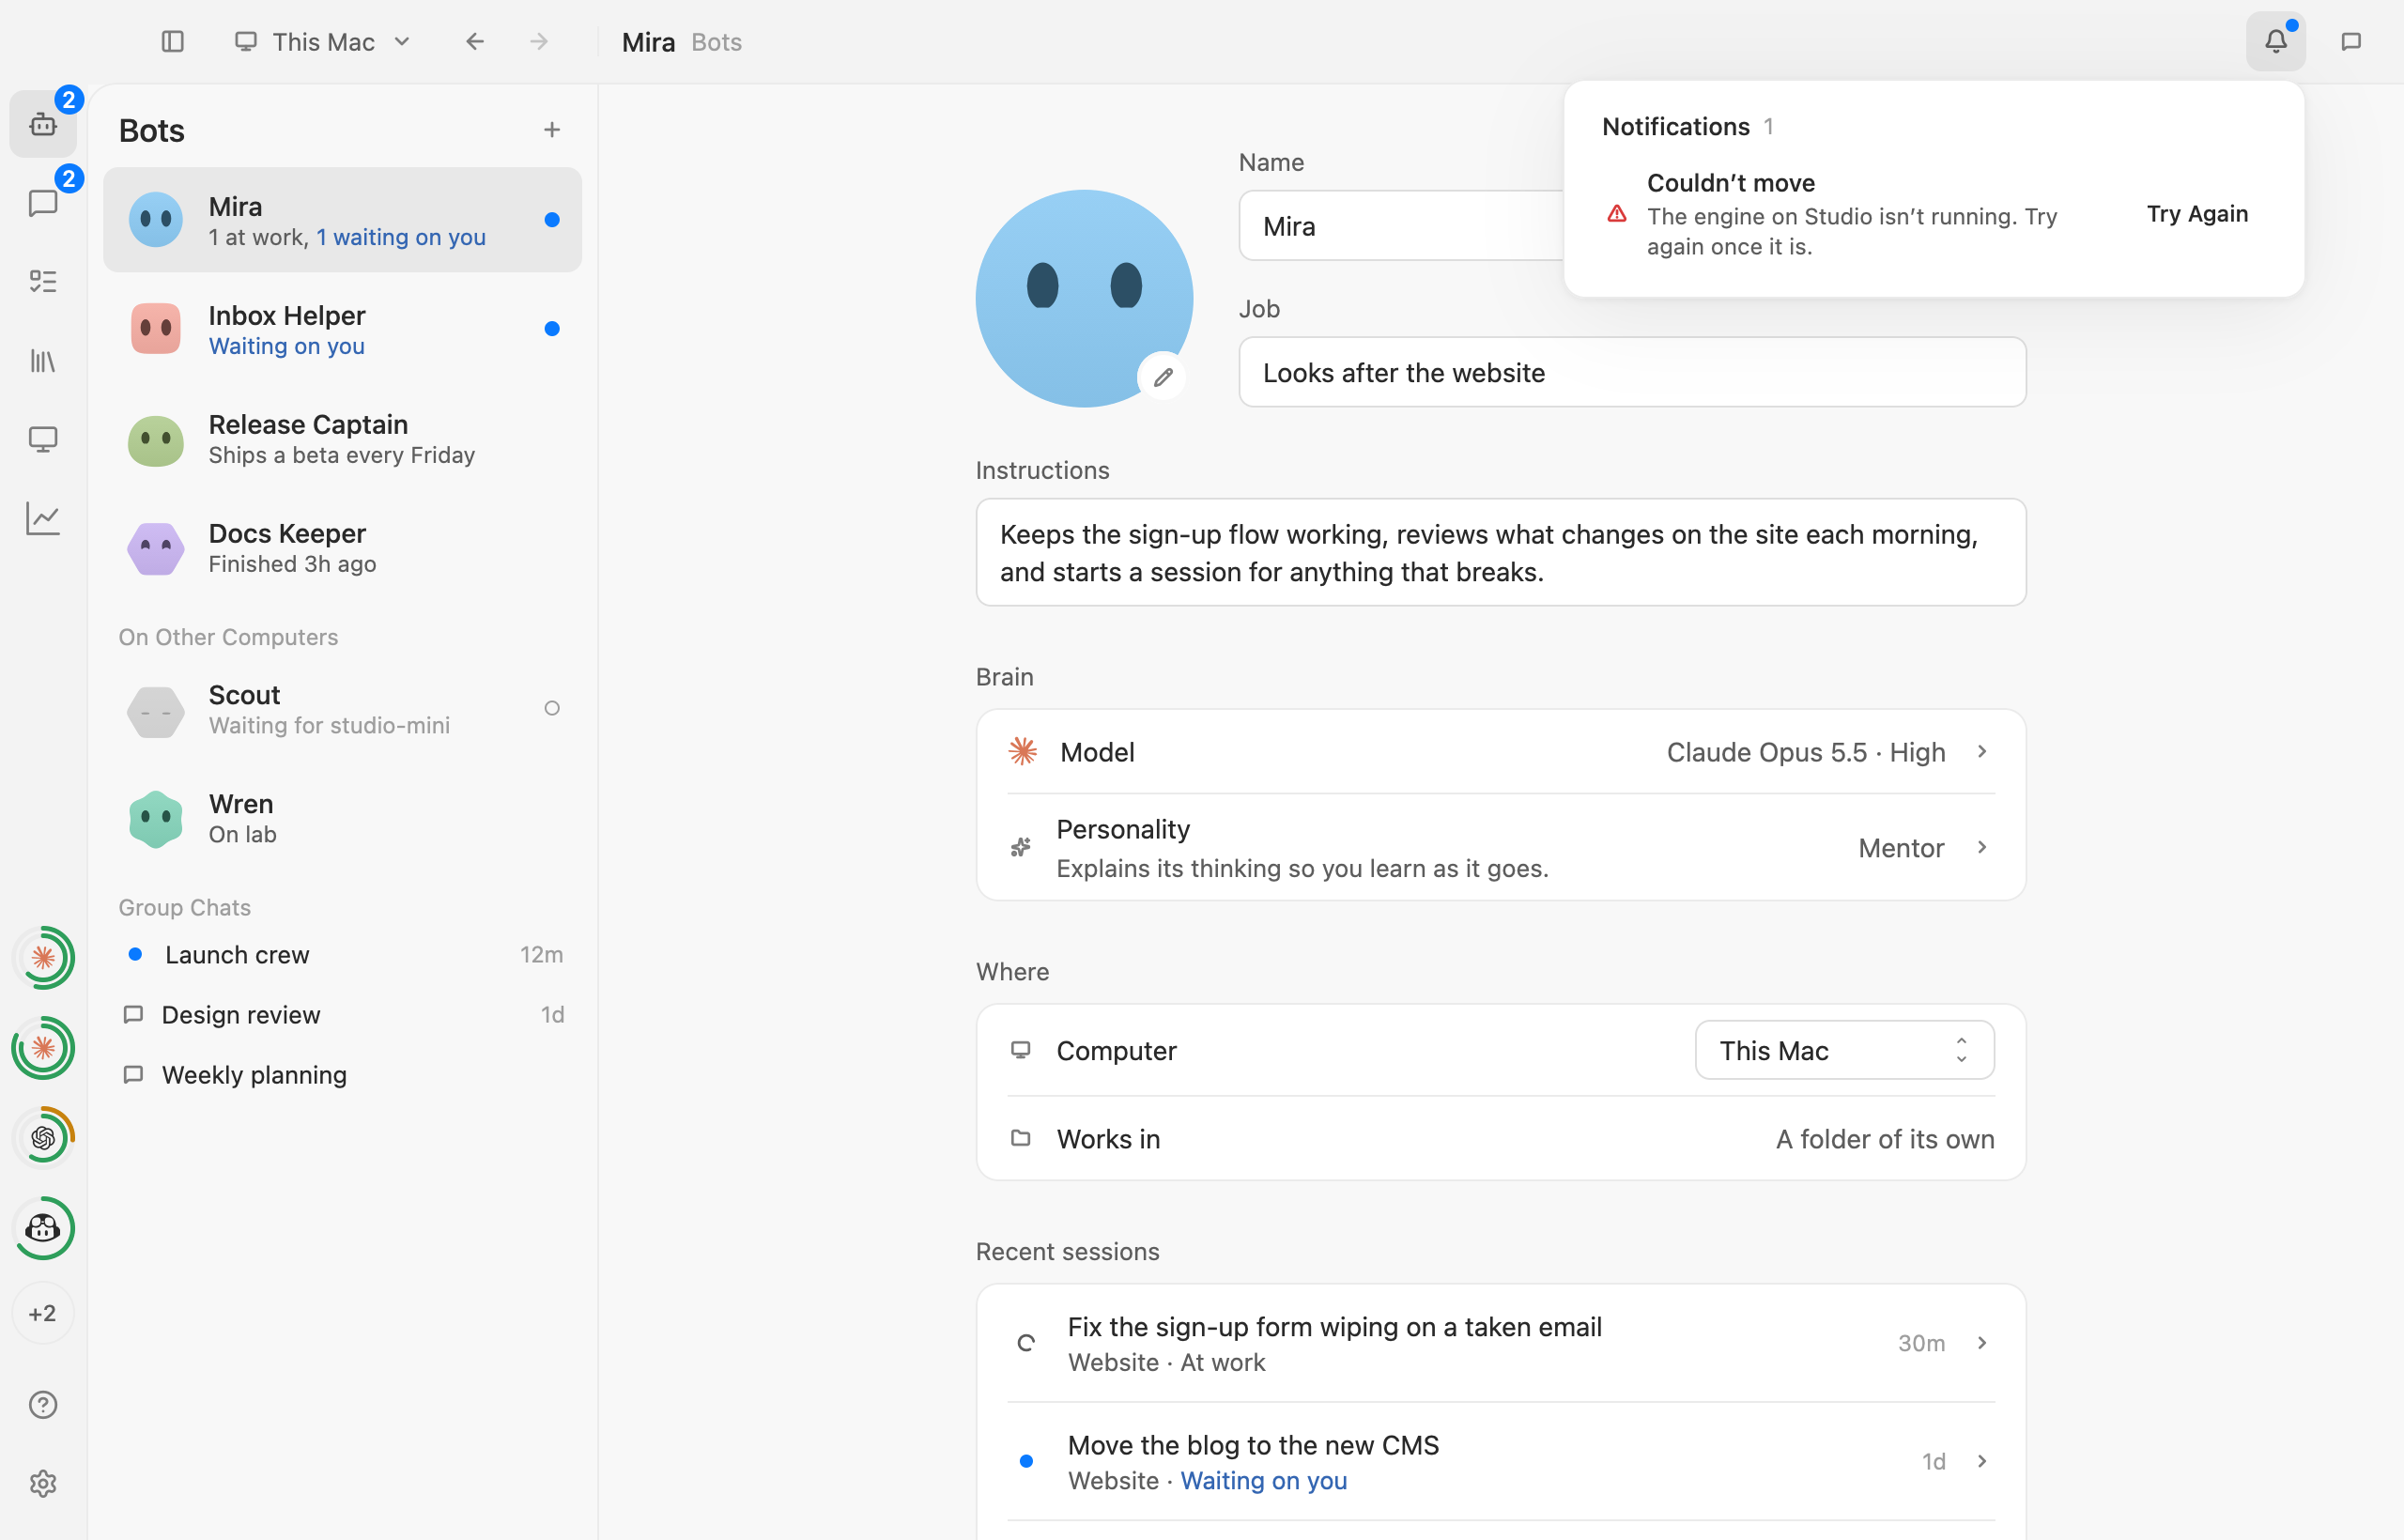 This Mac
Mira Bots
2
2
Bots
Mira
1 at work, 1 waiting on you
Inbox Helper
Waiting on you
Release Captain
Ships a beta every Friday
Docs Keeper
Finished 3h ago
On Other Computers
Scout
Waiting for studio-mini
Wren
On lab
Group Chats
Launch crew 12m
Design review 1d
Weekly planning
+2
Notifications 1
Couldn’t move
The engine on Studio isn’t running. Try
again once it is.
Try Again
Name
Mira
Job
Looks after the website
Instructions
Keeps the sign-up flow working, reviews what changes on the site each morning,
and starts a session for anything that breaks.
Brain
Model Claude Opus 5.5 · High
Personality
Explains its thinking so you learn as it goes.
Mentor
Where
Computer This Mac
Works in A folder of its own
Recent sessions
Fix the sign-up form wiping on a taken email
Website · At work
30m
Move the blog to the new CMS
Website · Waiting on you
1d